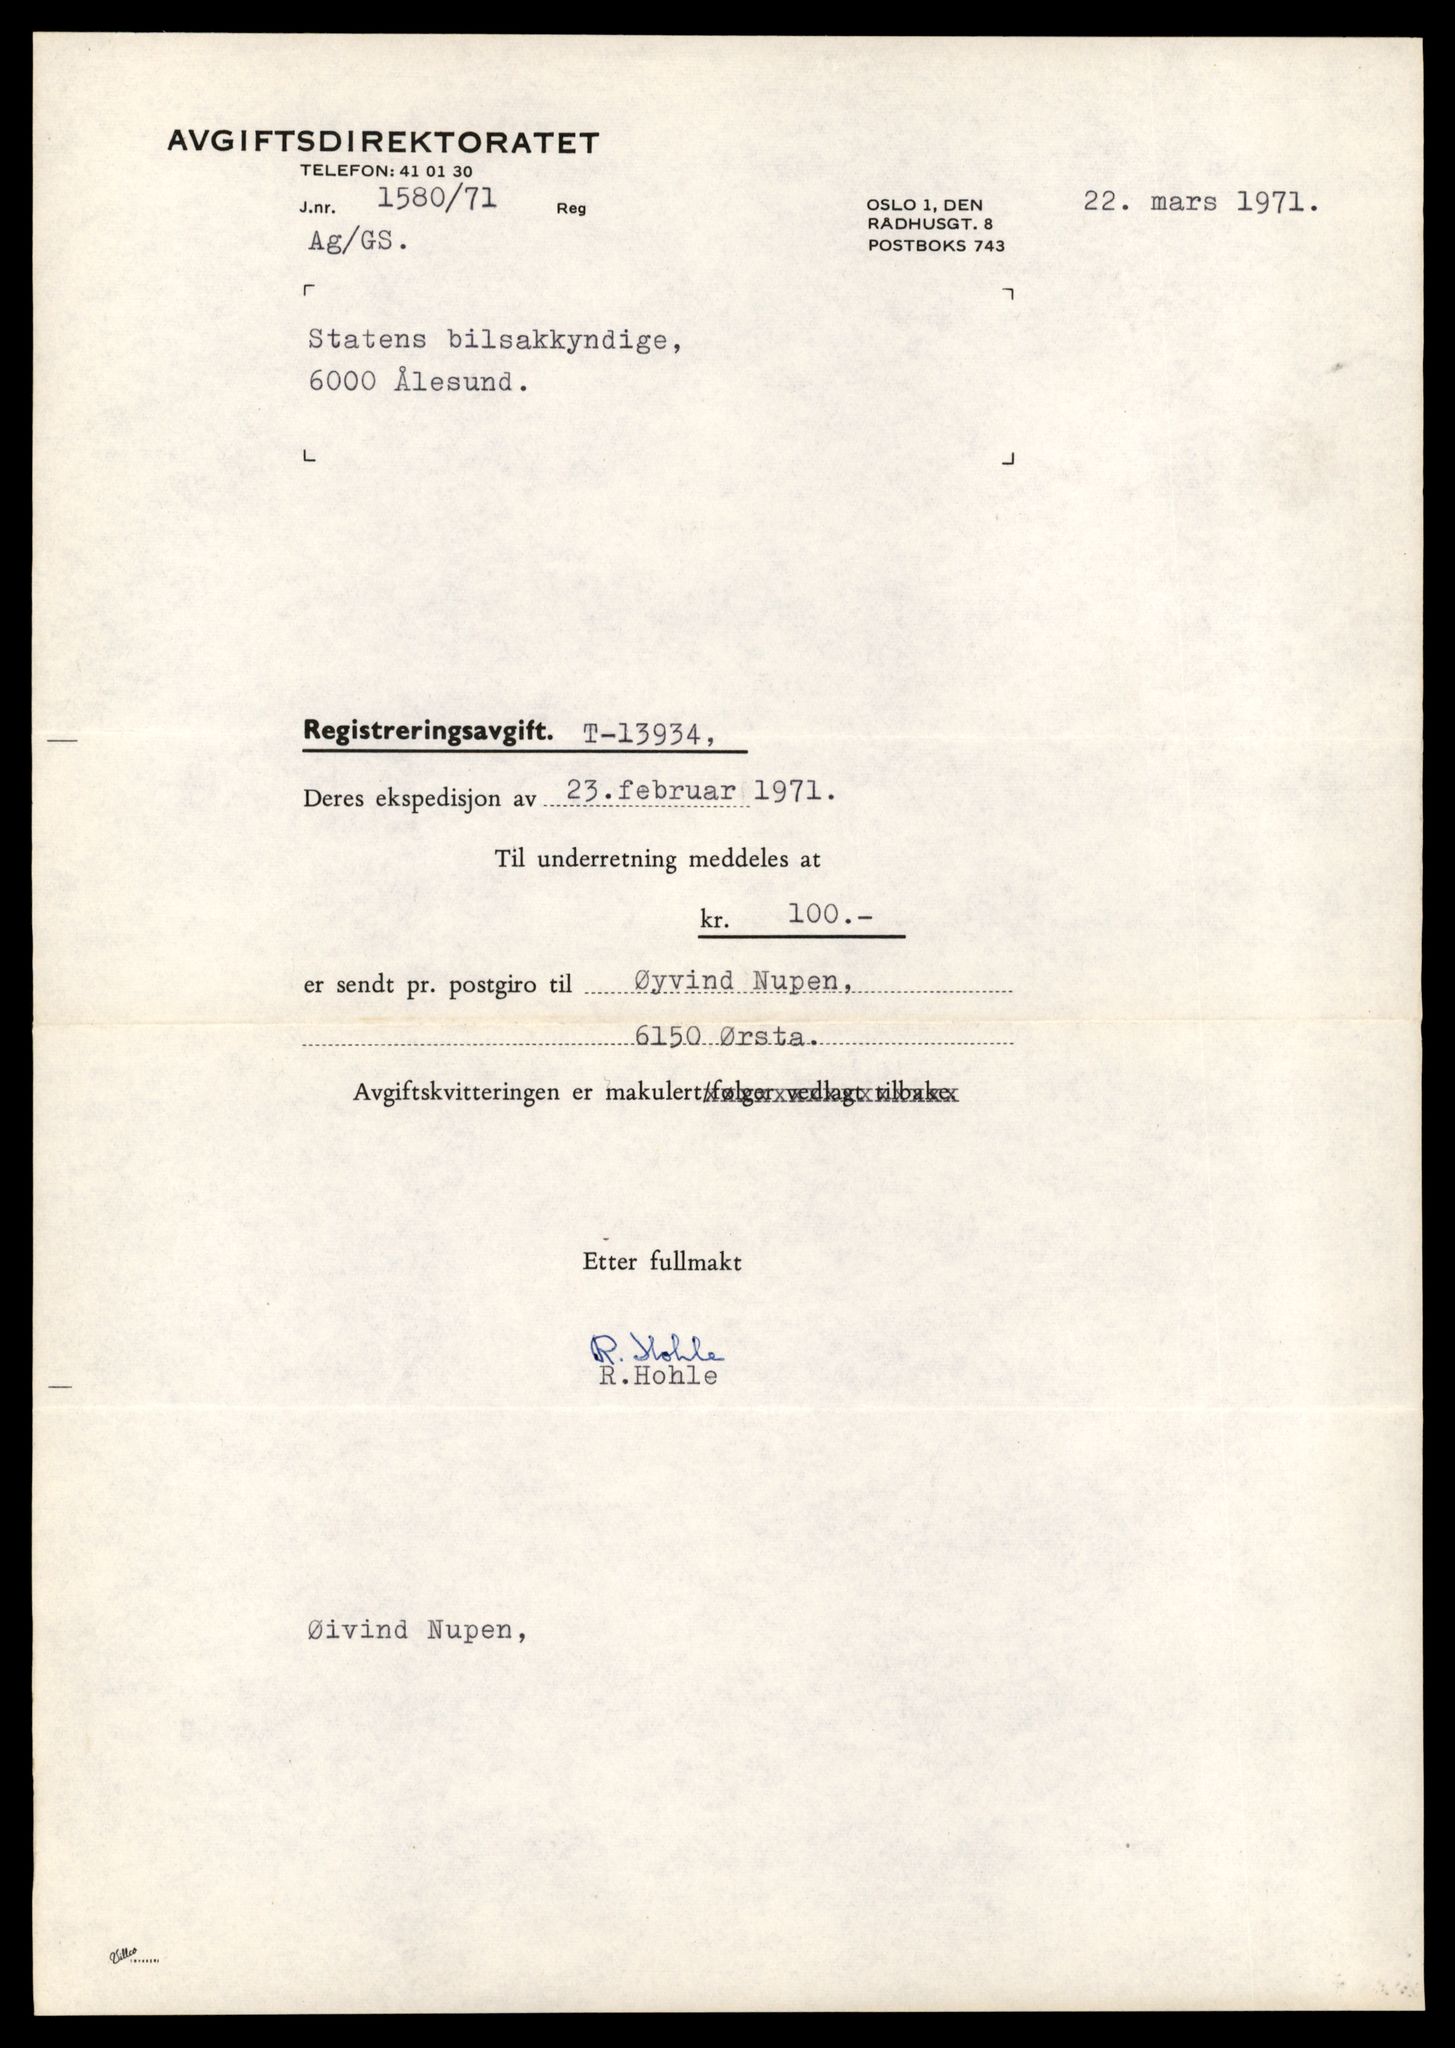 AVGIFTSDIREKTORATET
TELEFON: 41 01 30
J.nr. 1580/71 Reg
Ag/GS.
OSLO 1, DEN 22. mars 1971.
RÅDHUSGT. 8
POSTBOKS 743
Statens bilsakkyndige,
6000 Ålesund.
Registreringsavgift. T-13934,
Deres ekspedisjon av 23.februar 1971.
Til underretning meddeles at
kr. 100.-
er sendt pr. postgiro til Øyvind Nupen,
6150 Ørsta.
Avgiftskvitteringen er makulert/følger vedlagt tilbake
Etter fullmakt
R. Hohle
R.Hohle
Øivind Nupen,